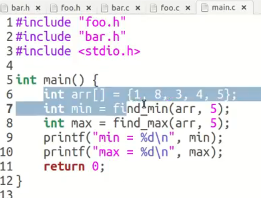 bar.h × foo.h × bar.c × foo.c × main.c ×
1 #include "foo.h"
2 #include "bar.h"
3 #include <stdio.h>
4
5 int main() {
6 int arr[] = {1, 8, 3, 4, 5};
7 int min = find_min(arr, 5);
8 int max = find_max(arr, 5);
9 printf("min = %d\n", min);
10 printf("max = %d\n", max);
11 return 0;
12 }